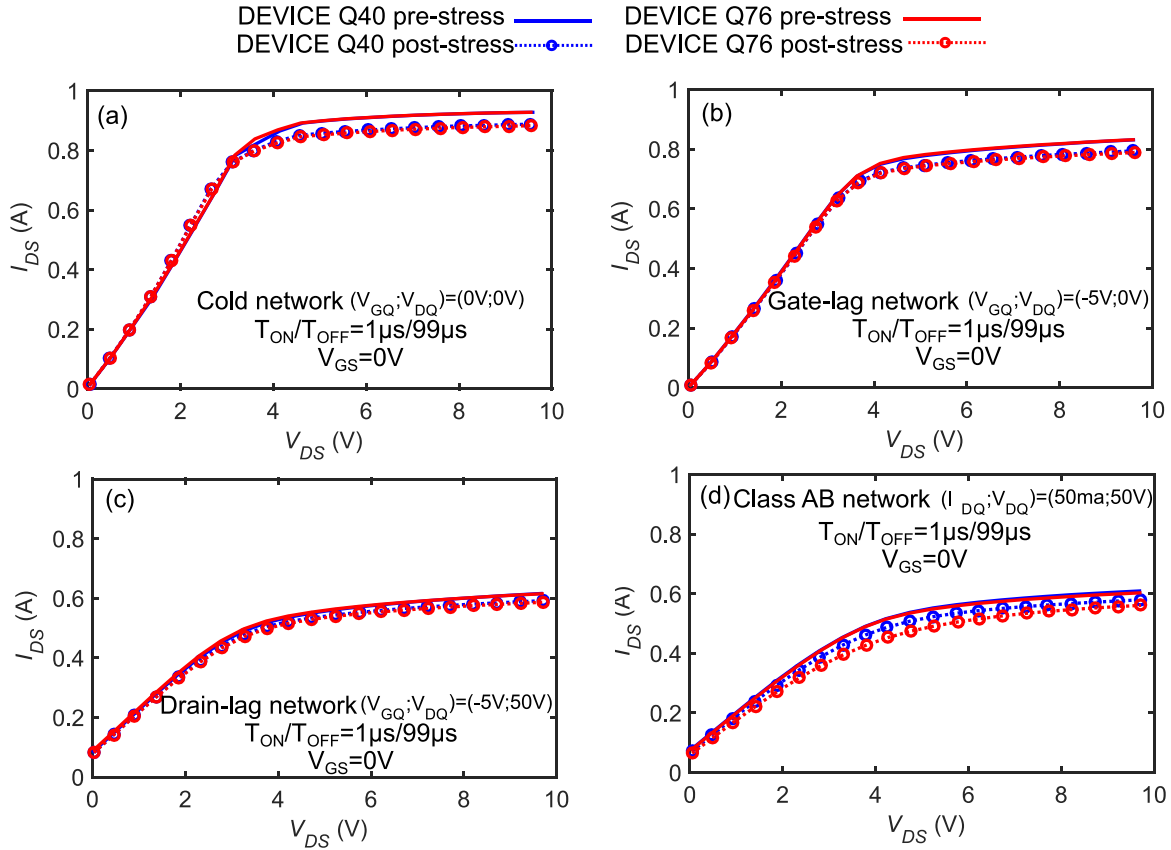 DEVICE Q40 pre-stress
DEVICE Q76 pre-stress
DEVICE Q40 post-stress
DEVICE Q76 post-stress
(a)
1
0.8
0.6
0.4
0.2
0
I_DS (A)
Cold network (V_GQ;V_DQ)=(0V;0V)
T_ON/T_OFF=1µs/99µs
V_GS=0V
0 2 4 6 8 10
V_DS (V)
(b)
1
0.8
0.6
0.4
0.2
0
I_DS (A)
Gate-lag network (V_GQ;V_DQ)=(-5V;0V)
T_ON/T_OFF=1µs/99µs
V_GS=0V
0 2 4 6 8 10
V_DS (V)
(c)
1
0.8
0.6
0.4
0.2
0
I_DS (A)
Drain-lag network (V_GQ;V_DQ)=(-5V;50V)
T_ON/T_OFF=1µs/99µs
V_GS=0V
0 2 4 6 8 10
V_DS (V)
(d) Class AB network (I_DQ;V_DQ)=(50ma;50V)
T_ON/T_OFF=1µs/99µs
V_GS=0V
1
0.8
0.6
0.4
0.2
0
I_DS (A)
0 2 4 6 8 10
V_DS (V)